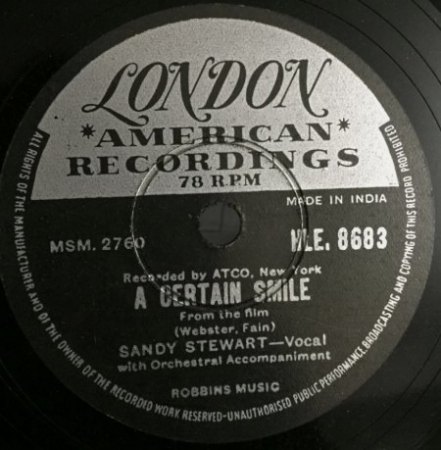 LONDON
*AMERICAN*
RECORDINGS
78 RPM
MADE IN INDIA
MSM. 2760
HLE. 8683
Recorded by ATCO, New York
A CERTAIN SMILE
From the film
(Webster, Fain)
SANDY STEWART—Vocal
with Orchestral Accompaniment
ROBBINS MUSIC
ALL RIGHTS OF THE MANUFACTURER AND OF THE OWNER OF THE RECORDED WORK RESERVED-UNAUTHORISED PUBLIC PERFORMANCE, BROADCASTING AND COPYING OF THIS RECORD PROHIBITED